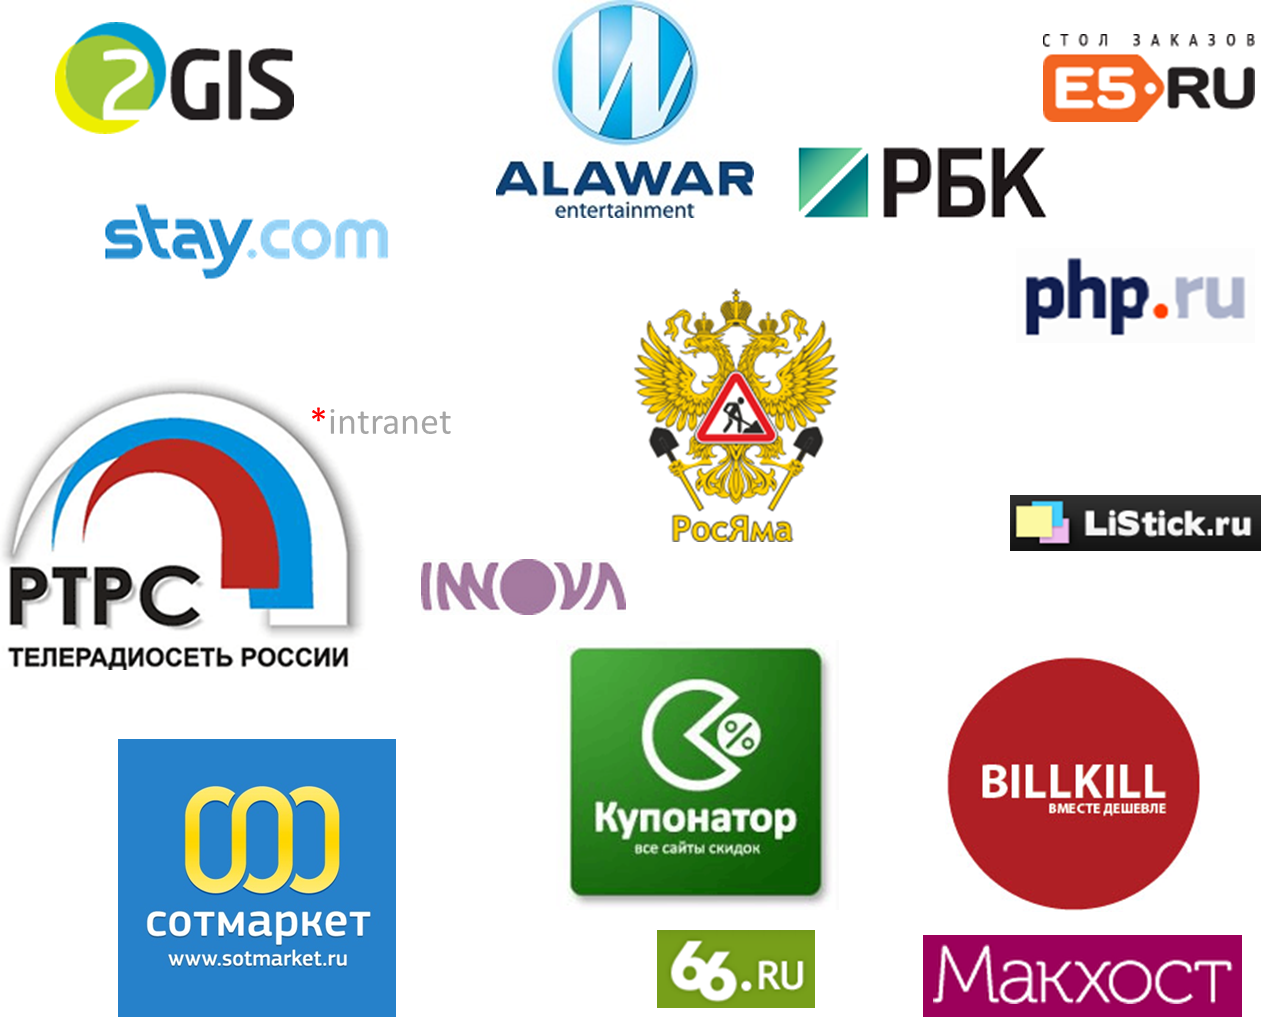 2GIS
ALAWAR
entertainment
СТОЛ ЗАКАЗОВ
E5.RU
РБК
stay.com
php.ru
*intranet
РосЯма
LiStick.ru
РТРС
ТЕЛЕРАДИОСЕТЬ РОССИИ
INNOVA
Купонатор
все сайты скидок
BILLKILL
ВМЕСТЕ ДЕШЕВЛЕ
сотмаркет
www.sotmarket.ru
66.RU
Макхост